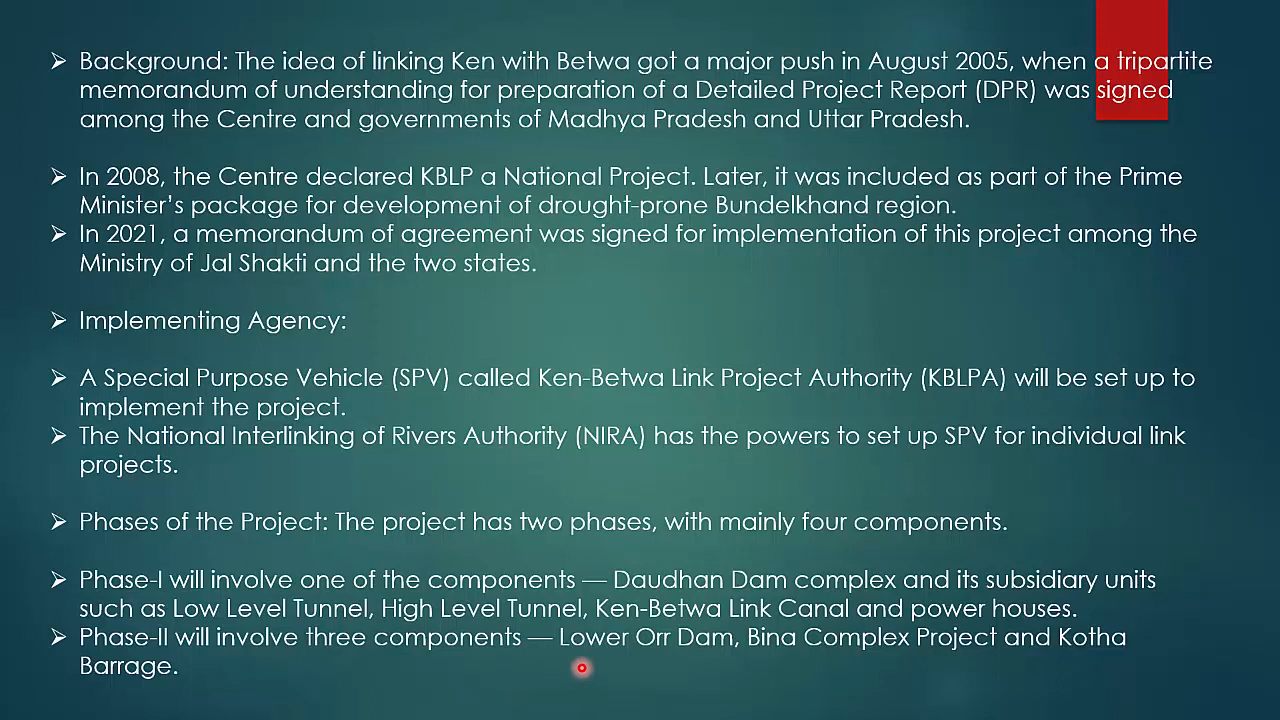 Background: The idea of linking Ken with Betwa got a major push in August 2005, when a tripartite
memorandum of understanding for preparation of a Detailed Project Report (DPR) was signed
among the Centre and governments of Madhya Pradesh and Uttar Pradesh.
In 2008, the Centre declared KBLP a National Project. Later, it was included as part of the Prime
Minister’s package for development of drought-prone Bundelkhand region.
In 2021, a memorandum of agreement was signed for implementation of this project among the
Ministry of Jal Shakti and the two states.
Implementing Agency:
A Special Purpose Vehicle (SPV) called Ken-Betwa Link Project Authority (KBLPA) will be set up to
implement the project.
The National Interlinking of Rivers Authority (NIRA) has the powers to set up SPV for individual link
projects.
Phases of the Project: The project has two phases, with mainly four components.
Phase-I will involve one of the components — Daudhan Dam complex and its subsidiary units
such as Low Level Tunnel, High Level Tunnel, Ken-Betwa Link Canal and power houses.
Phase-II will involve three components — Lower Orr Dam, Bina Complex Project and Kotha
Barrage.